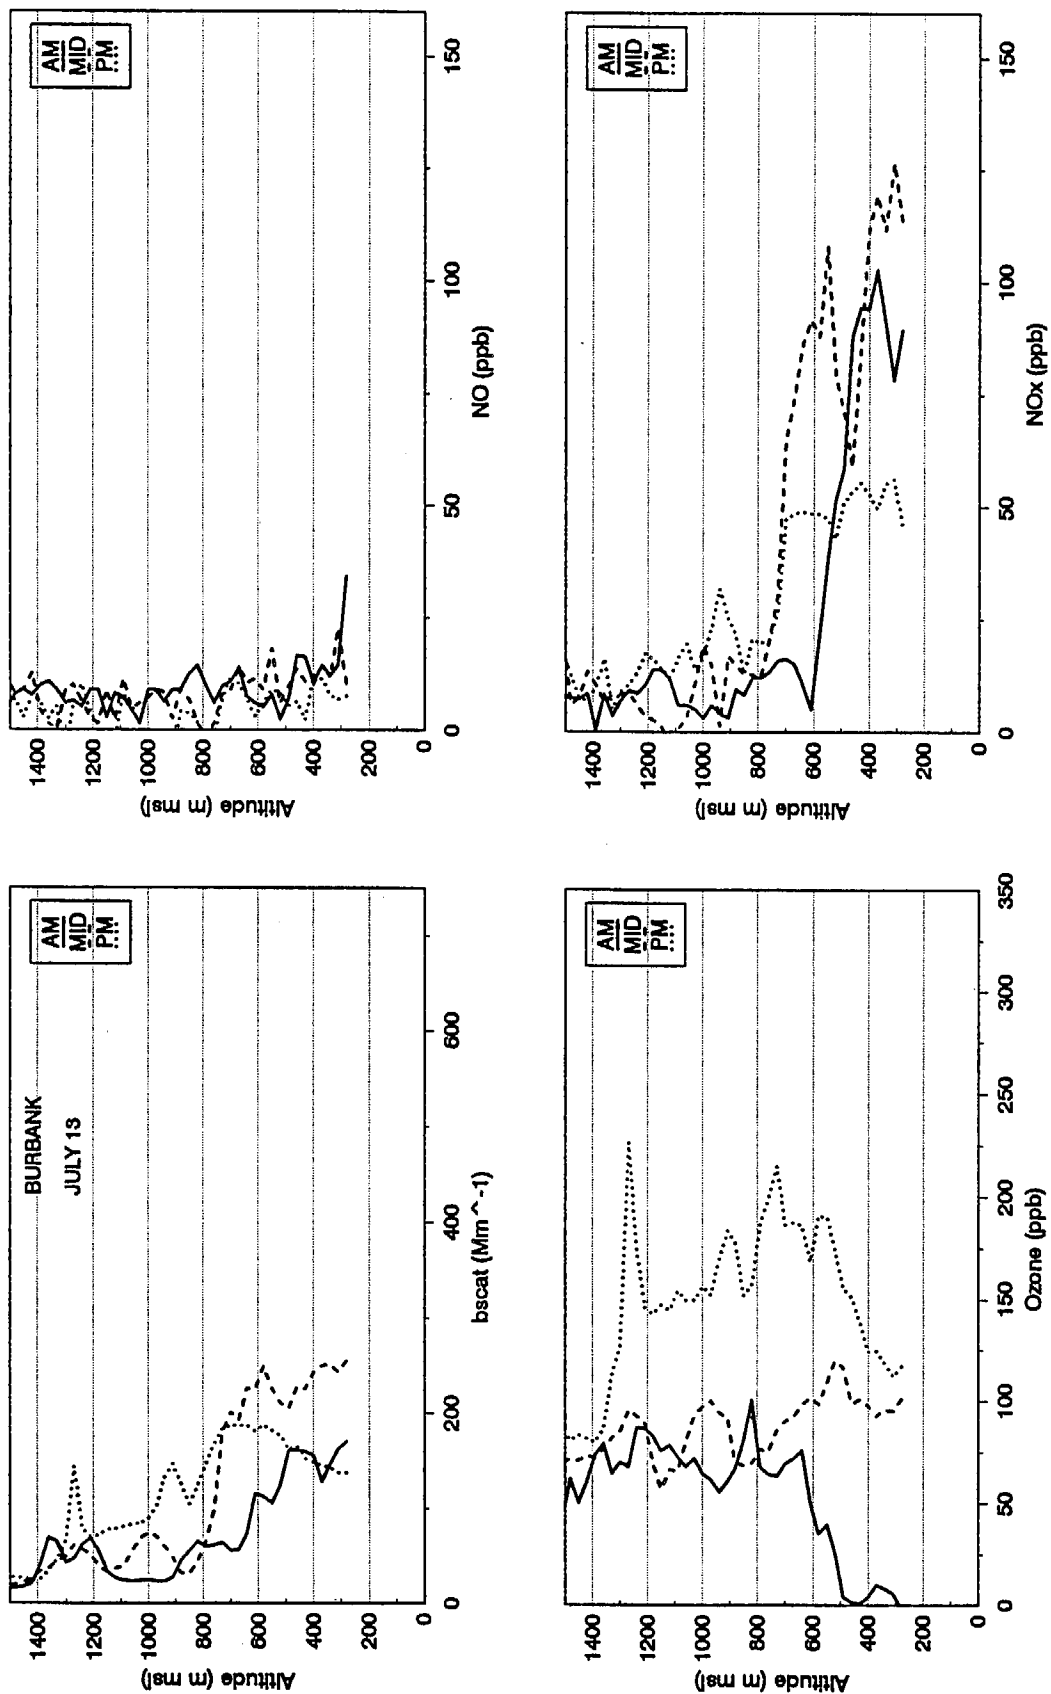 BURBANK
JULY 13
AM
MID
PM
1400
1200
1000
800
600
400
200
0
Altitude (m msl)
0
200
400
600
bscat (Mm^-1)
AM
MID
PM
1400
1200
1000
800
600
400
200
0
Altitude (m msl)
0
50
100
150
NO (ppb)
AM
MID
PM
1400
1200
1000
800
600
400
200
0
Altitude (m msl)
0
50
100
150
200
250
300
350
Ozone (ppb)
AM
MID
PM
1400
1200
1000
800
600
400
200
0
Altitude (m msl)
0
50
100
150
NOx (ppb)